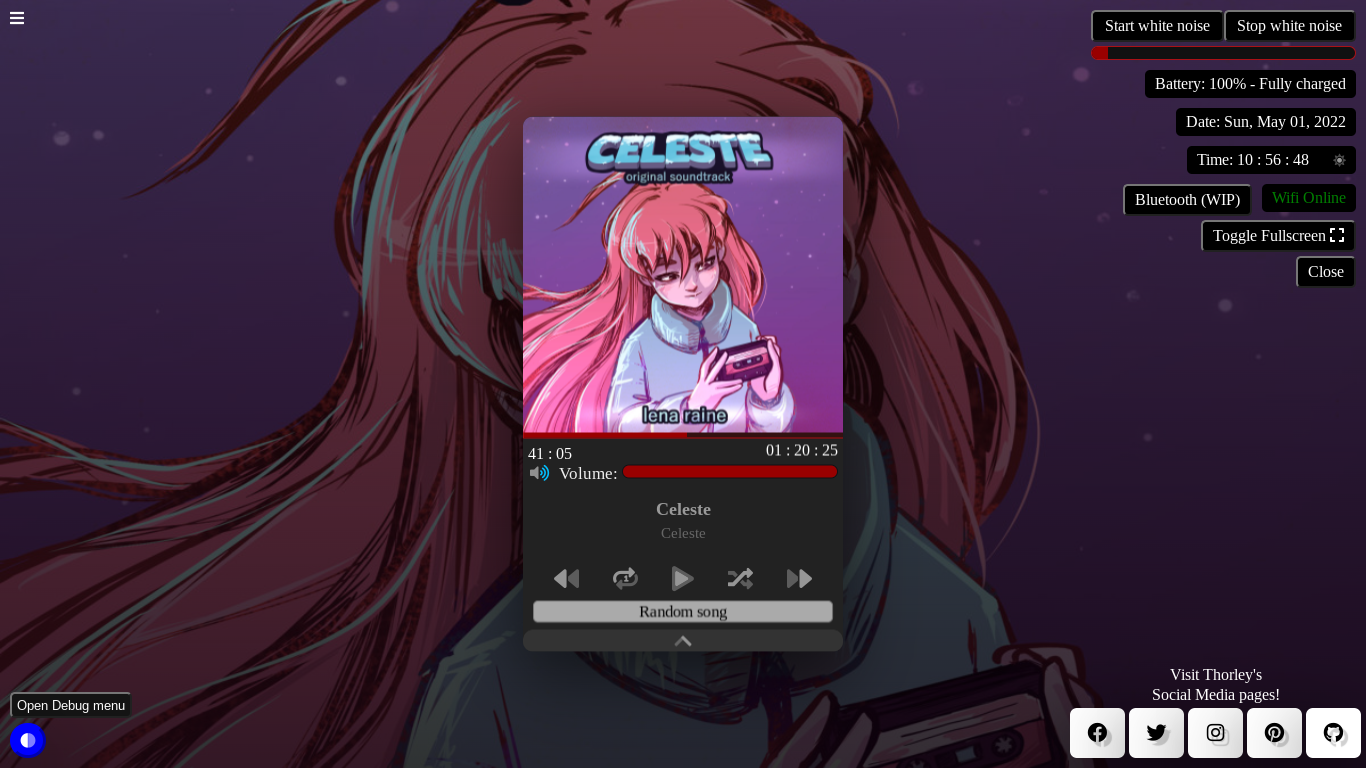 Start white noise
Stop white noise
Battery: 100% - Fully charged
Date: Sun, May 01, 2022
Time: 10 : 56 : 48
Bluetooth (WIP)
Wifi Online
Toggle Fullscreen
Close
CELESTE
original soundtrack
lena raine
41 : 05
01 : 20 : 25
Volume:
Celeste
Celeste
1
Random song
Open Debug menu
Visit Thorley's
Social Media pages!